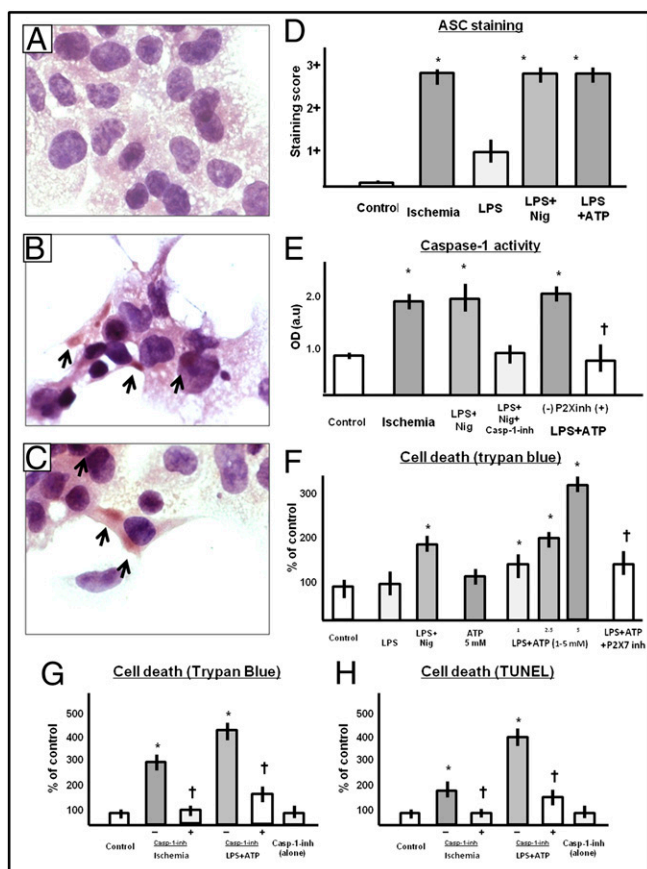 A
B
C
D
ASC staining
Staining score
3+
2+
1+
Control
Ischemia
LPS
LPS+
Nig
LPS
+ATP
*
*
*
E
Caspase-1 activity
OD (a.u)
2.0
1.0
*
*
*
†
Control
Ischemia
LPS+
Nig
LPS+
Nig+
Casp-1-inh
(-) P2Xinh (+)
LPS+ATP
F
Cell death (trypan blue)
% of control
300
200
100
*
*
*
*
†
Control
LPS
LPS+
Nig
ATP
5 mM
1
2.5
5
LPS+ATP (1-5 mM)
LPS+ATP
+P2X7 inh
G
Cell death (Trypan Blue)
% of control
500
400
300
200
100
*
†
*
†
Control
– +
Casp-1-inh
Ischemia
– +
Casp-1-inh
LPS+ATP
Casp-1-inh
(alone)
H
Cell death (TUNEL)
% of control
500
400
300
200
100
*
†
*
†
Control
– +
Casp-1-inh
Ischemia
– +
Casp-1-inh
LPS+ATP
Casp-1-inh
(alone)